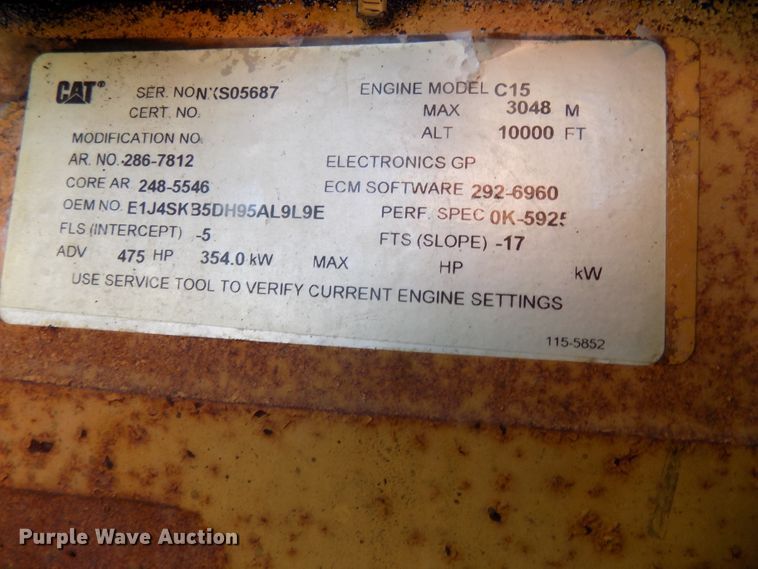 CAT® SER. NO NXS05687 ENGINE MODEL C15
CERT. NO. MAX 3048 M
MODIFICATION NO. ALT 10000 FT
AR. NO. 286-7812 ELECTRONICS GP
CORE AR. 248-5546 ECM SOFTWARE 292-6960
OEM NO. E1J4SKB5DH95AL9L9E PERF. SPEC 0K-5925
FLS (INTERCEPT) -5 FTS (SLOPE) -17
ADV 475 HP 354.0 kW MAX HP kW
USE SERVICE TOOL TO VERIFY CURRENT ENGINE SETTINGS
115-5852
Purple Wave Auction